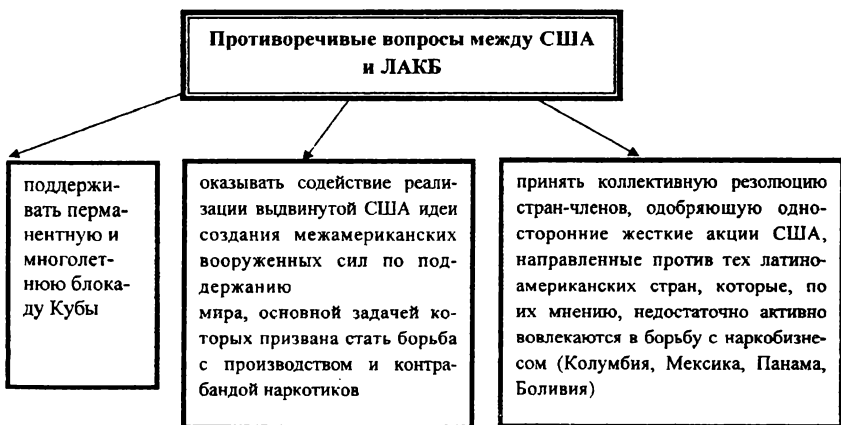 Противоречивые вопросы между США
и ЛАКБ
поддержи-
вать перма-
нентную и
многолет-
нюю блока-
ду Кубы
оказывать содействие реали-
зации выдвинутой США идеи
создания межамериканских
вооруженных сил по под-
держанию
мира, основной задачей ко-
торых призвана стать борьба
с производством и контра-
бандой наркотиков
принять коллективную резолюцию
стран-членов, одобряюшую одно-
сторонние жесткие акции США,
направленные против тех латино-
американских стран, которые, по
их мнению, недостаточно активно
вовлекаются в борьбу с наркобизне-
сом (Колумбия, Мексика, Панама,
Боливия)